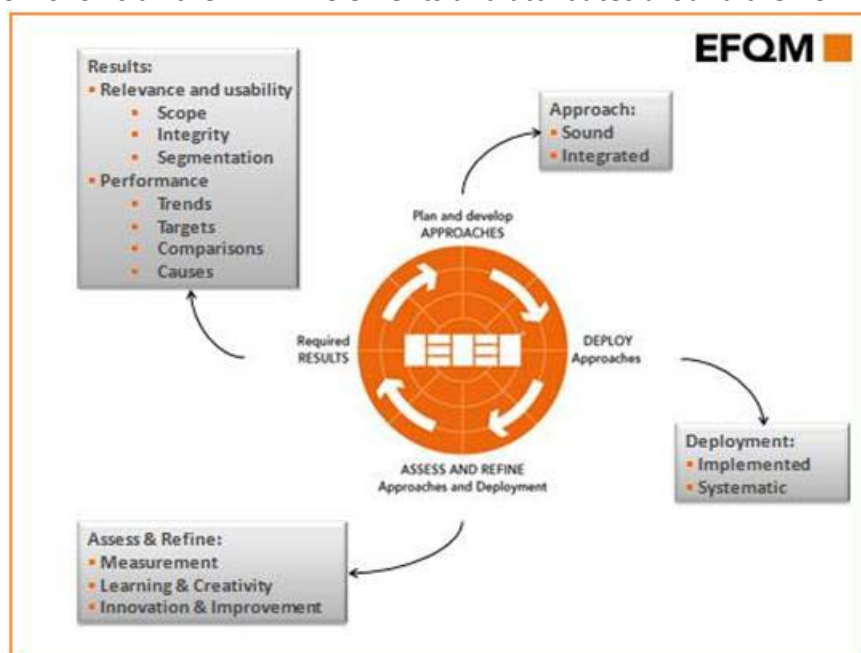 EFQM
Results:
Relevance and usability
Scope
Integrity
Segmentation
Performance
Trends
Targets
Comparisons
Causes
Approach:
Sound
Integrated
Plan and develop
APPROACHES
Required
RESULTS
DEPLOY
Approaches
Deployment:
Implemented
Systematic
ASSESS AND REFINE
Approaches and Deployment
Assess & Refine:
Measurement
Learning & Creativity
Innovation & Improvement